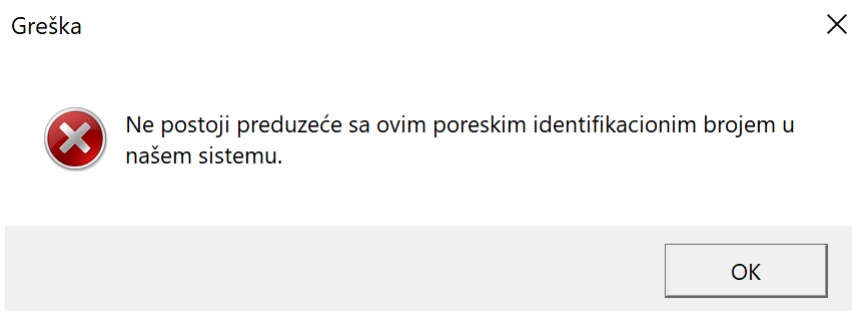 Greška
Ne postoji preduzeće sa ovim poreskim identifikacionim brojem u
našem sistemu.
OK